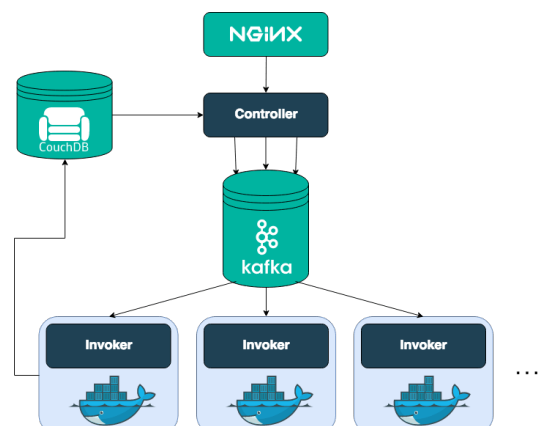 NGINX
Controller
CouchDB
kafka
Invoker
Invoker
Invoker
...